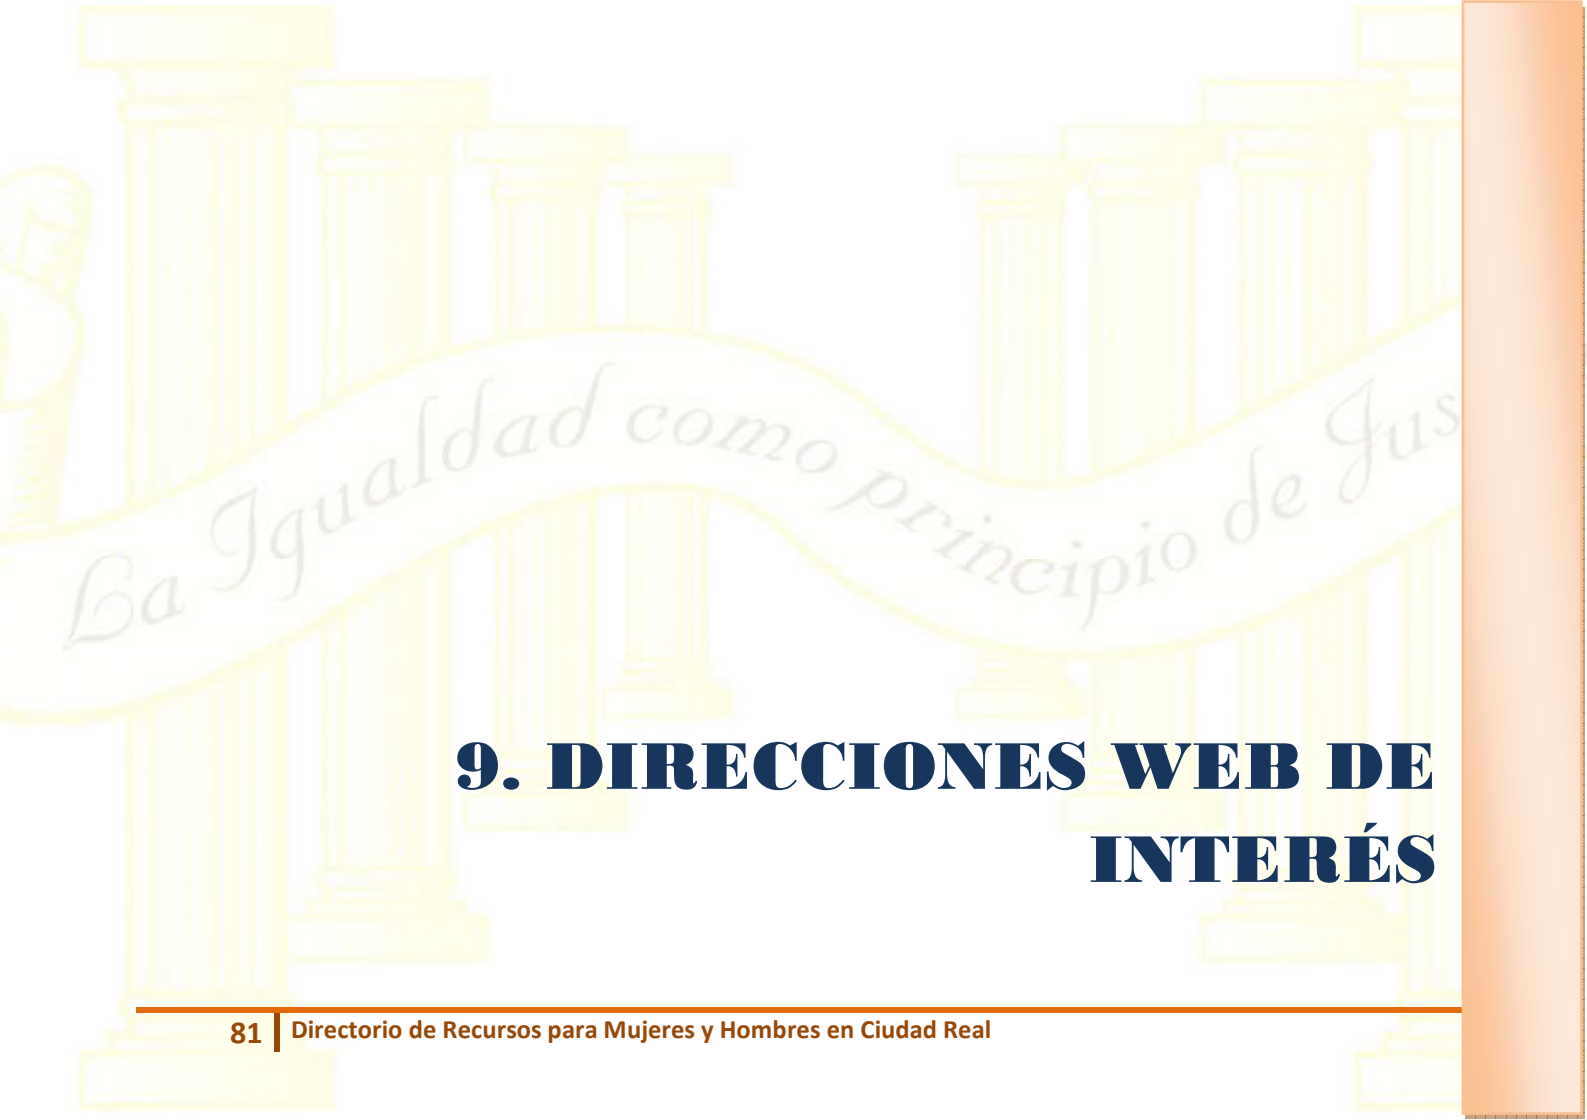 La Igualdad como principio de Jus
9. DIRECCIONES WEB DE
INTERÉS
81 Directorio de Recursos para Mujeres y Hombres en Ciudad Real